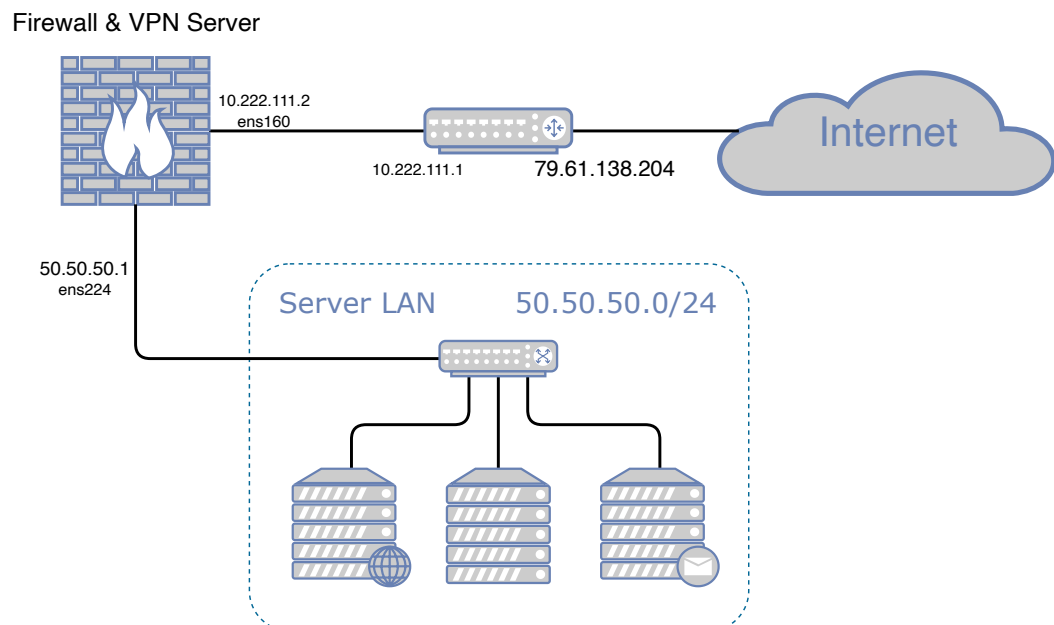 Firewall & VPN Server
10.222.111.2
ens160
10.222.111.1
79.61.138.204
Internet
50.50.50.1
ens224
Server LAN 50.50.50.0/24